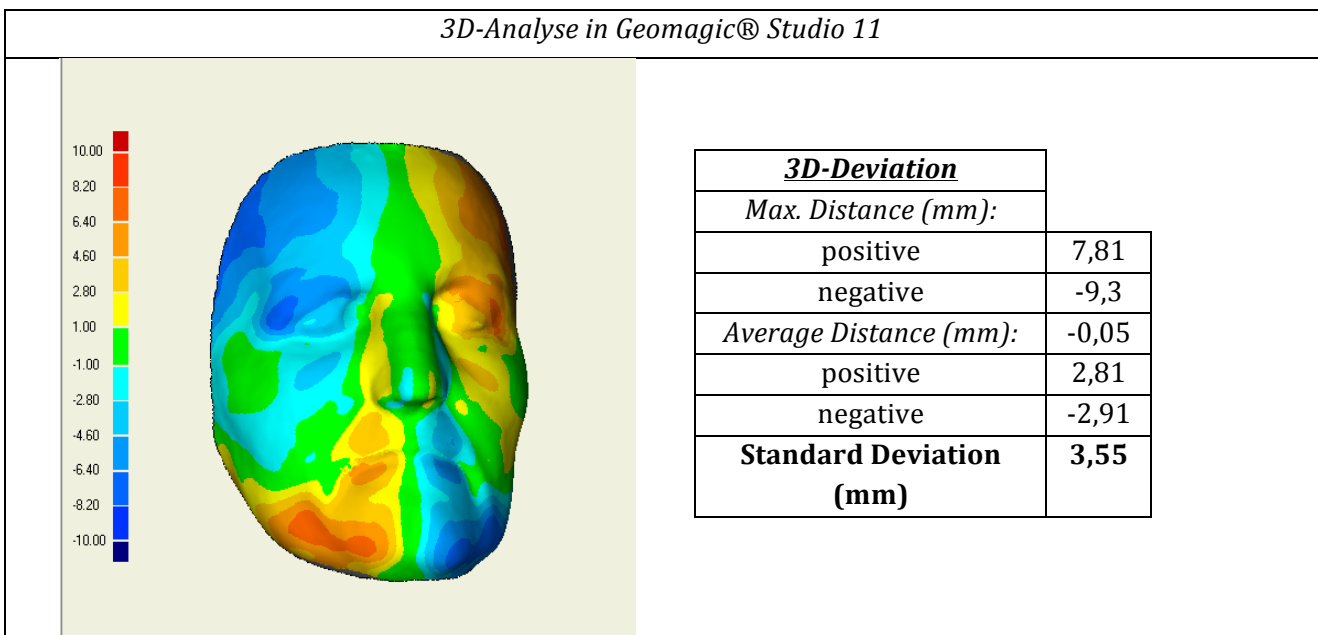 3D-Analyse in Geomagic® Studio 11
10.00
8.20
6.40
4.60
2.80
1.00
-1.00
-2.80
-4.60
-6.40
-8.20
-10.00
3D-Deviation
Max. Distance (mm):
positive 7,81
negative -9,3
Average Distance (mm): -0,05
positive 2,81
negative -2,91
Standard Deviation 3,55
(mm)